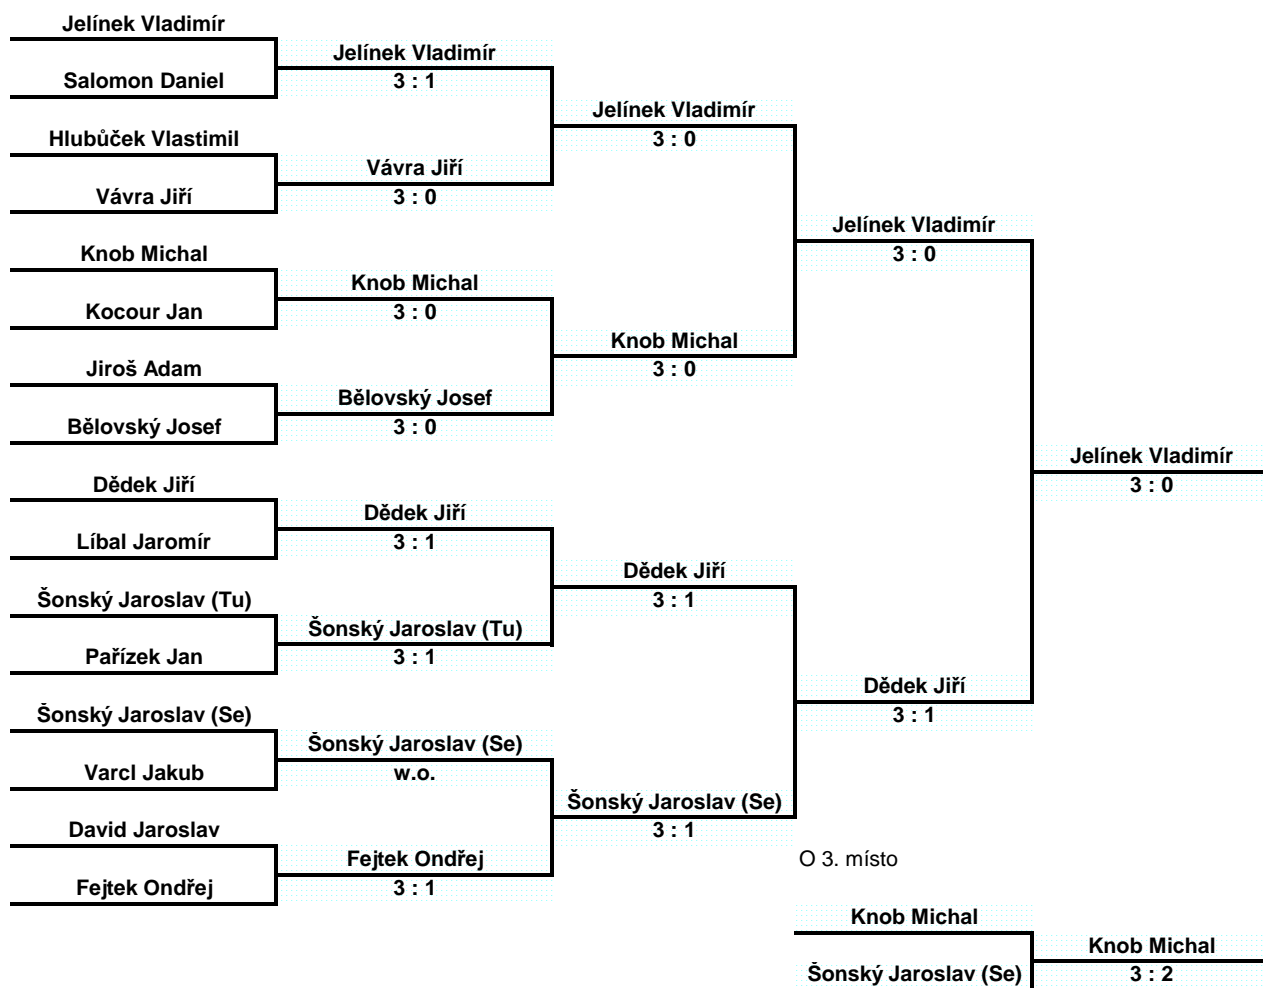 Jelínek Vladimír
Salomon Daniel
Hlubůček Vlastimil
Vávra Jiří
Knob Michal
Kocour Jan
Jiroš Adam
Bělovský Josef
Dědek Jiří
Líbal Jaromír
Šonský Jaroslav (Tu)
Pařízek Jan
Šonský Jaroslav (Se)
Varcl Jakub
David Jaroslav
Fejtek Ondřej
Jelínek Vladimír
3 : 1
Vávra Jiří
3 : 0
Knob Michal
3 : 0
Bělovský Josef
3 : 0
Dědek Jiří
3 : 1
Šonský Jaroslav (Tu)
3 : 1
Šonský Jaroslav (Se)
w.o.
Fejtek Ondřej
3 : 1
Jelínek Vladimír
3 : 0
Knob Michal
3 : 0
Dědek Jiří
3 : 1
Šonský Jaroslav (Se)
3 : 1
Jelínek Vladimír
3 : 0
Dědek Jiří
3 : 1
Jelínek Vladimír
3 : 0
O 3. místo
Knob Michal
Šonský Jaroslav (Se)
Knob Michal
3 : 2